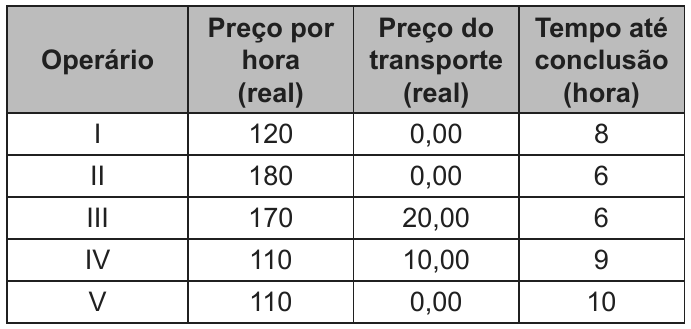 Operário Preço por hora (real) Preço do transporte (real) Tempo até conclusão (hora)
I 120 0,00 8
II 180 0,00 6
III 170 20,00 6
IV 110 10,00 9
V 110 0,00 10